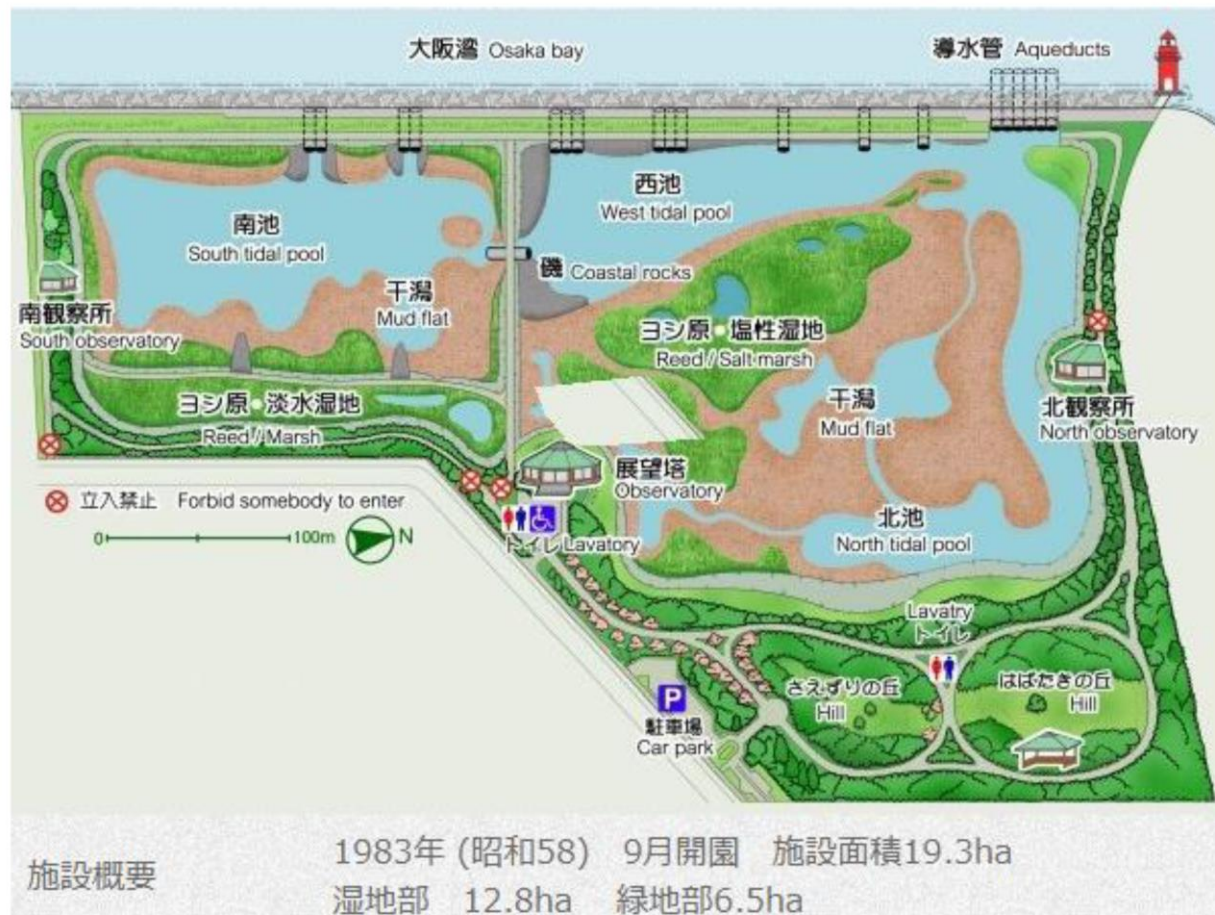 大阪湾 Osaka bay
導水管 Aqueducts
西池
West tidal pool
南池
South tidal pool
磯 Coastal rocks
干潟
Mud flat
南観察所
South observatory
ヨシ原・塩性湿地
Reed / Salt marsh
干潟
Mud flat
北観察所
North observatory
ヨシ原・淡水湿地
Reed / Marsh
展望塔
Observatory
立入禁止 Forbid somebody to enter
0 100m N
トイレ Lavatory
北池
North tidal pool
Lavatry
トイレ
さえずりの丘
Hill
はばたきの丘
Hill
P
駐車場
Car park
施設概要
1983年 (昭和58) 9月開園 施設面積19.3ha
湿地部 12.8ha 緑地部6.5ha